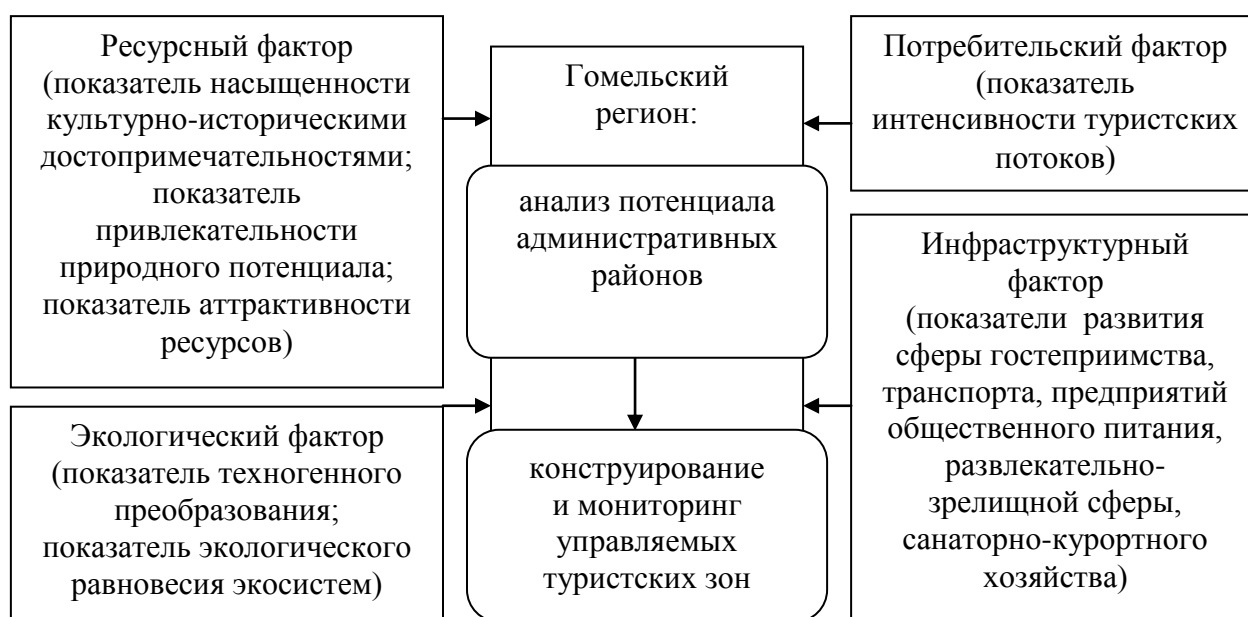 Ресурсный фактор
(показатель насыщенности
культурно-историческими
достопримечательностями;
показатель
привлекательности
природного потенциала;
показатель аттрактивности
ресурсов)
Экологический фактор
(показатель техногенного
преобразования;
показатель экологического
равновесия экосистем)
Гомельский
регион:
анализ потенциала
административных
районов
конструирование
и мониторинг
управляемых
туристских зон
Потребительский фактор
(показатель
интенсивности туристских
потоков)
Инфраструктурный
фактор
(показатели развития
сферы гостеприимства,
транспорта, предприятий
общественного питания,
развлекательно-
зрелищной сферы,
санаторно-курортного
хозяйства)